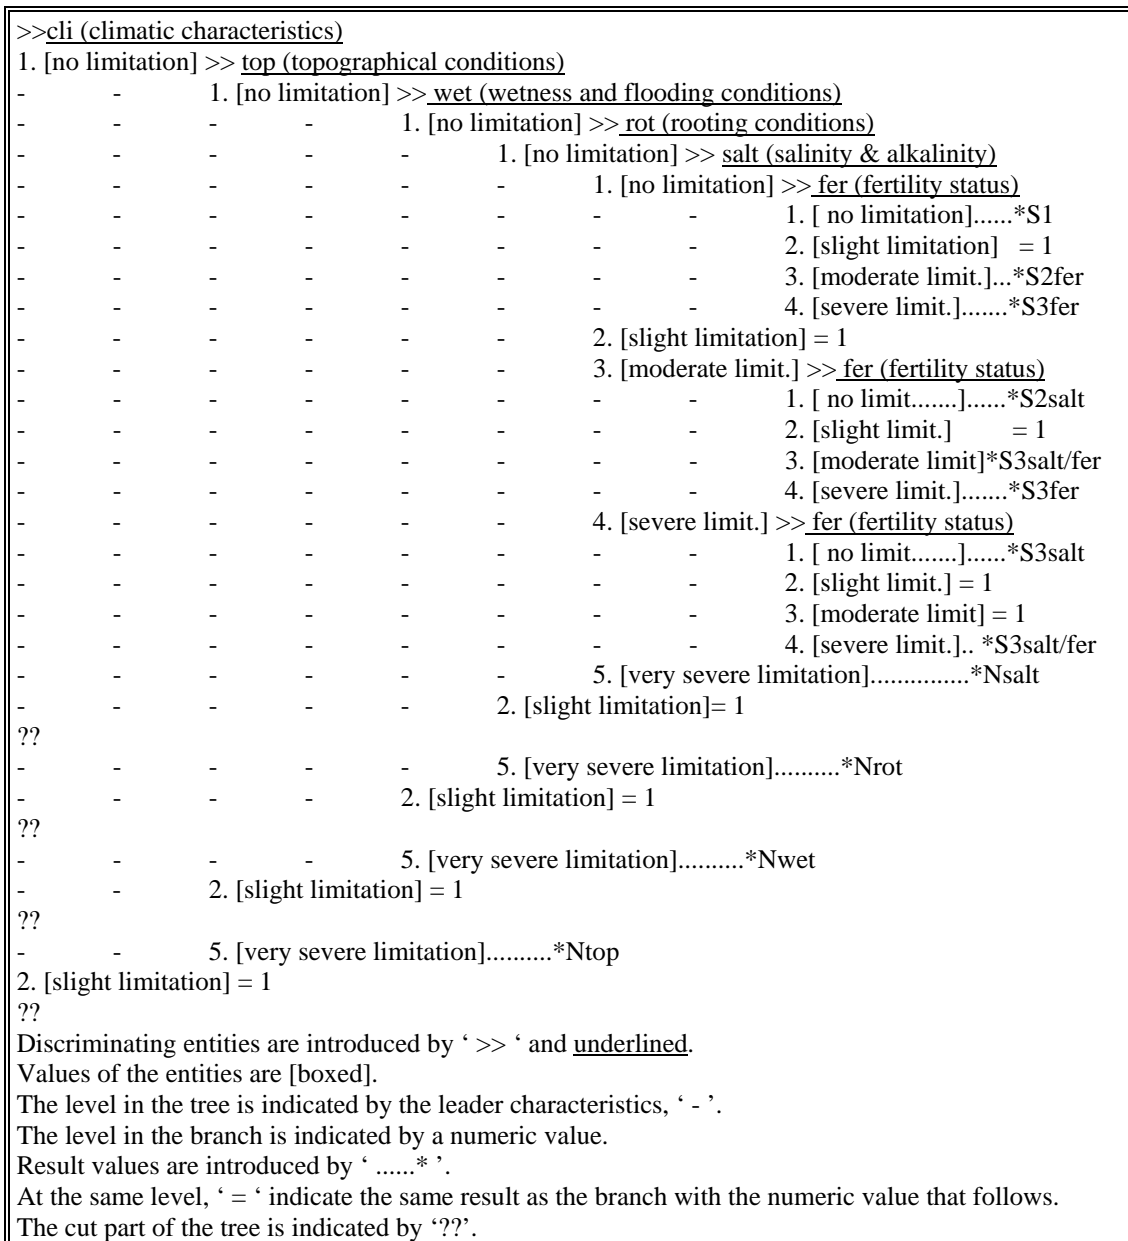 >>cli (climatic characteristics)
1. [no limitation] >> top (topographical conditions)
- - 1. [no limitation] >> wet (wetness and flooding conditions)
- - - - 1. [no limitation] >> rot (rooting conditions)
- - - - - 1. [no limitation] >> salt (salinity & alkalinity)
- - - - - - 1. [no limitation] >> fer (fertility status)
- - - - - - - - 1. [ no limitation]......*S1
- - - - - - - - 2. [slight limitation] = 1
- - - - - - - - 3. [moderate limit.]...*S2fer
- - - - - - - - 4. [severe limit.].......*S3fer
- - - - - - 2. [slight limitation] = 1
- - - - - - 3. [moderate limit.] >> fer (fertility status)
- - - - - - - - 1. [ no limit.......]......*S2salt
- - - - - - - - 2. [slight limit.] = 1
- - - - - - - - 3. [moderate limit]*S3salt/fer
- - - - - - - - 4. [severe limit.].......*S3fer
- - - - - - 4. [severe limit.] >> fer (fertility status)
- - - - - - - - 1. [ no limit.......]......*S3salt
- - - - - - - - 2. [slight limit.] = 1
- - - - - - - - 3. [moderate limit] = 1
- - - - - - - - 4. [severe limit.].. *S3salt/fer
- - - - - - 5. [very severe limitation]...............*Nsalt
- - - - - 2. [slight limitation]= 1
??
- - - - - 5. [very severe limitation]..........*Nrot
- - - - 2. [slight limitation] = 1
??
- - - - 5. [very severe limitation]..........*Nwet
- - 2. [slight limitation] = 1
??
- - 5. [very severe limitation]..........*Ntop
2. [slight limitation] = 1
??
Discriminating entities are introduced by ‘ >> ‘ and underlined.
Values of the entities are [boxed].
The level in the tree is indicated by the leader characteristics, ‘ - ’.
The level in the branch is indicated by a numeric value.
Result values are introduced by ‘ ......* ’.
At the same level, ‘ = ‘ indicate the same result as the branch with the numeric value that follows.
The cut part of the tree is indicated by ‘??’.